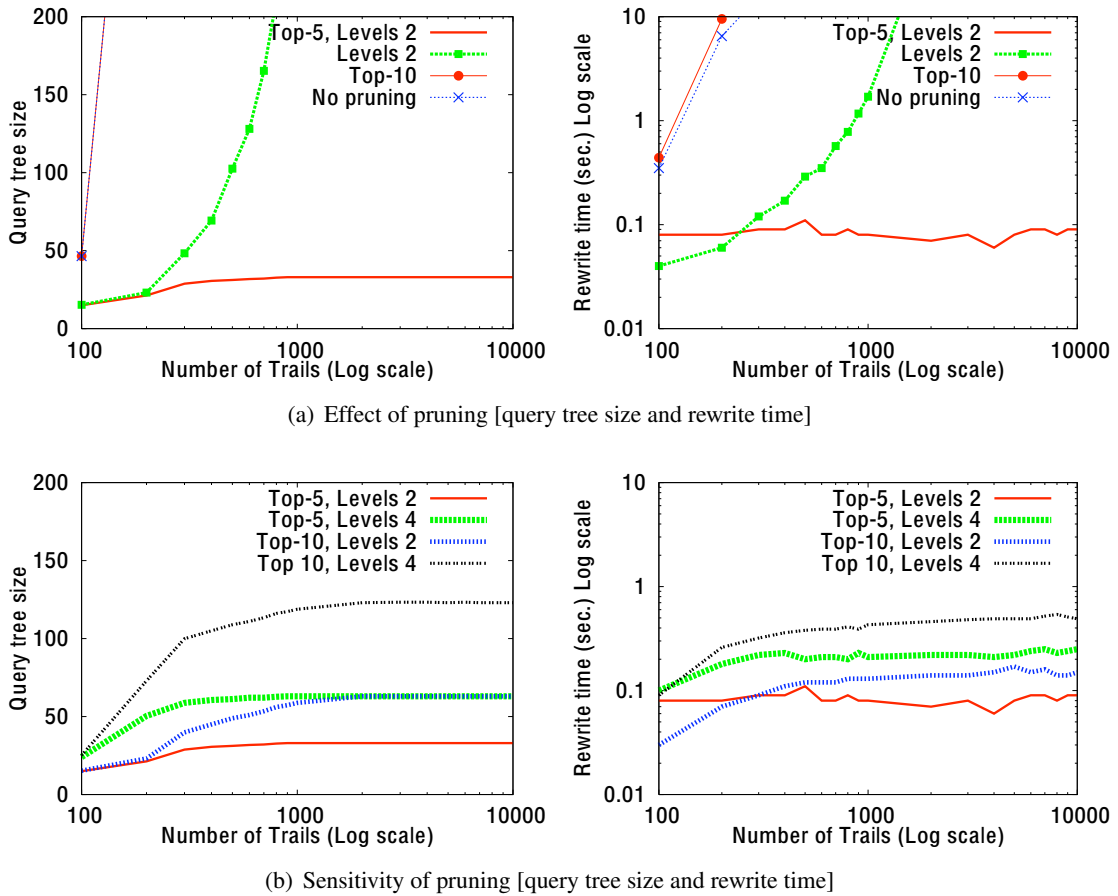 Query tree size
200
150
100
50
0
100
1000
10000
Number of Trails (Log scale)
Top-5, Levels 2
Levels 2
Top-10
No pruning
Rewrite time (sec.) Log scale
10
1
0.1
0.01
100
1000
10000
Number of Trails (Log scale)
Top-5, Levels 2
Levels 2
Top-10
No pruning
(a) Effect of pruning [query tree size and rewrite time]
Query tree size
200
150
100
50
0
100
1000
10000
Number of Trails (Log scale)
Top-5, Levels 2
Top-5, Levels 4
Top-10, Levels 2
Top 10, Levels 4
Rewrite time (sec.) Log scale
10
1
0.1
0.01
100
1000
10000
Number of Trails (Log scale)
Top-5, Levels 2
Top-5, Levels 4
Top-10, Levels 2
Top 10, Levels 4
(b) Sensitivity of pruning [query tree size and rewrite time]